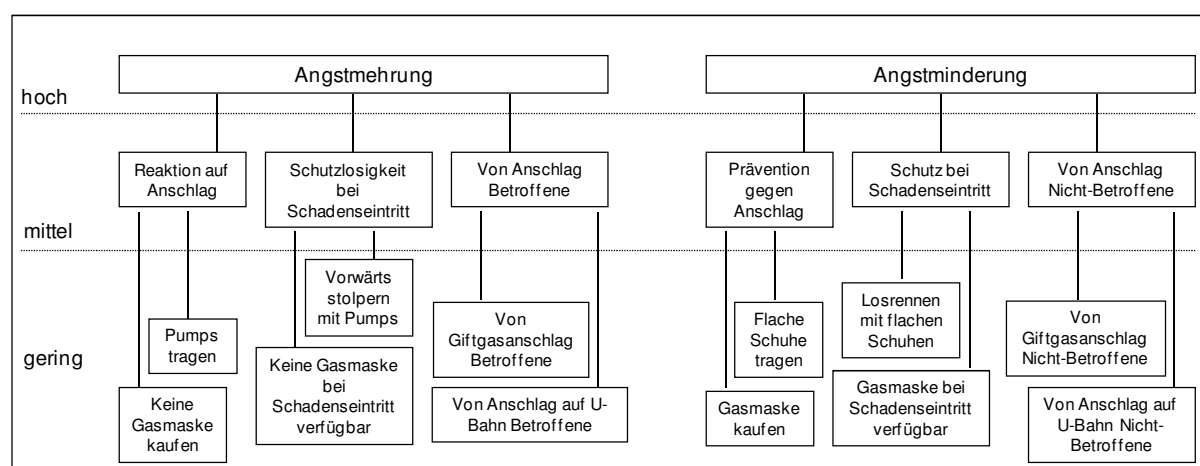 Angstmehrung
Angstminderung
hoch
Reaktion auf
Anschlag
Schutzlosigkeit
bei
Schadenseintritt
Von Anschlag
Betroffene
Prävention
gegen
Anschlag
Schutz bei
Schadenseintritt
Von Anschlag
Nicht-Betroffene
mittel
Vorwärts
stolpern
mit Pumps
Pumps
tragen
Von
Giftgasanschlag
Betroffene
Flache
Schuhe
tragen
Losrennen
mit flachen
Schuhen
Von
Giftgasanschlag
Nicht-Betroffene
gering
Keine
Gasmaske
kaufen
Keine Gasmaske
bei
Schadenseintritt
verfügbar
Von Anschlag auf U-
Bahn Betroffene
Gasmaske
kaufen
Gasmaske bei
Schadenseintritt
verfügbar
Von Anschlag auf
U-Bahn Nicht-
Betroffene